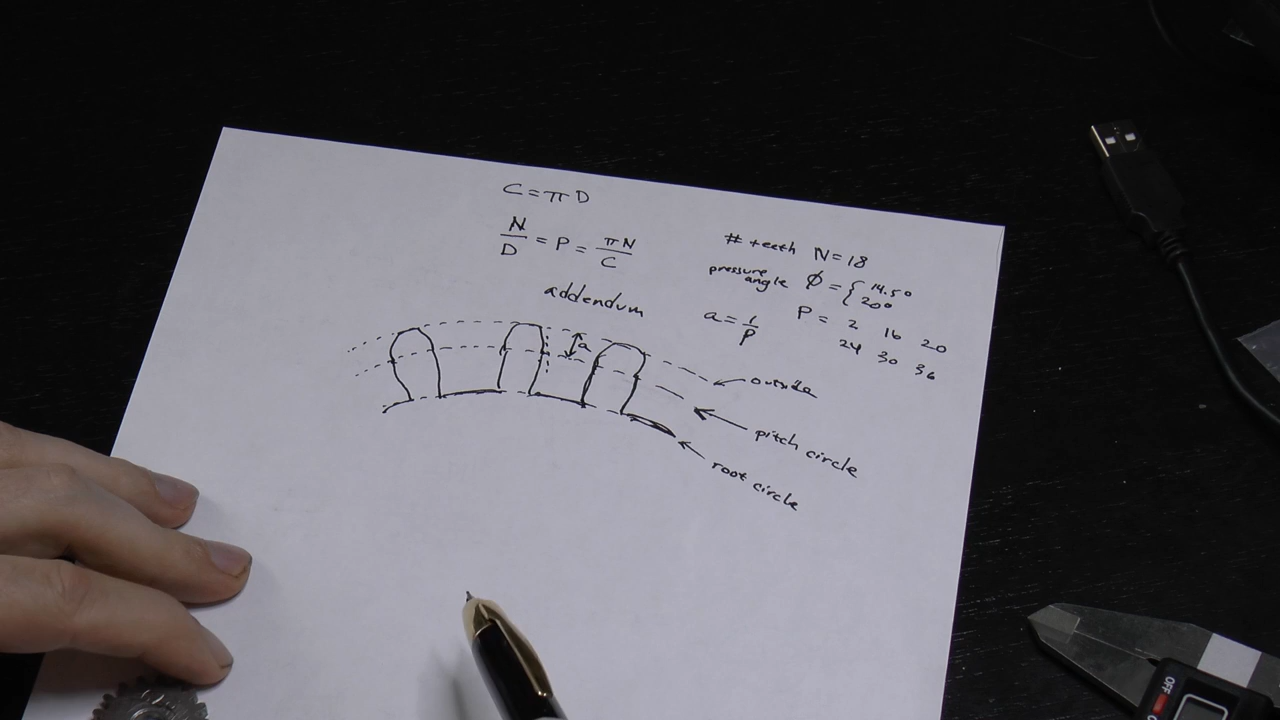 C = π D
N/D = P = πN/C
# teeth N = 18
pressure angle ϕ = { 14.5° 20°
addendum
a = 1/P
P = 2 16 20
24 30 36
a
outside
pitch circle
root circle
OFF